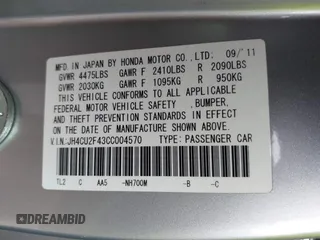 MFD. IN JAPAN BY HONDA MOTOR CO.,LTD. 09/'11
GVWR 4475LBS GAWR F 2410LBS R 2090LBS
GVWR 2030KG GAWR F 1095KG R 950KG
THIS VEHICLE CONFORMS TO ALL APPLICABLE
FEDERAL MOTOR VEHICLE SAFETY ,BUMPER,
AND THEFT PREVENTION STANDARDS IN EFFECT
ON THE DATE OF MANUFACTURE SHOWN ABOVE.
V.I.N:JH4CU2F43CC004570 TYPE: PASSENGER CAR
TL2 C AA5 -NH700M -B -C
DREAMBID